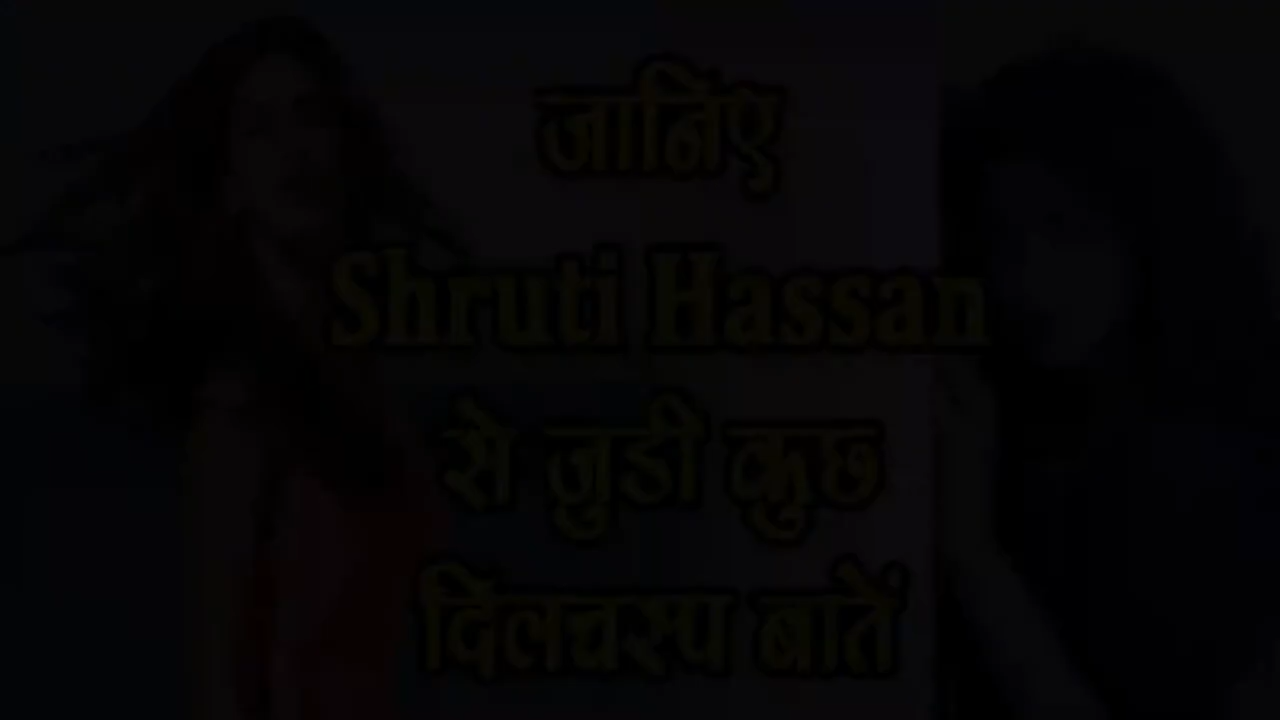 जानिए
Shruti Hassan
से जुडी कुछ
दिलचस्प बातें